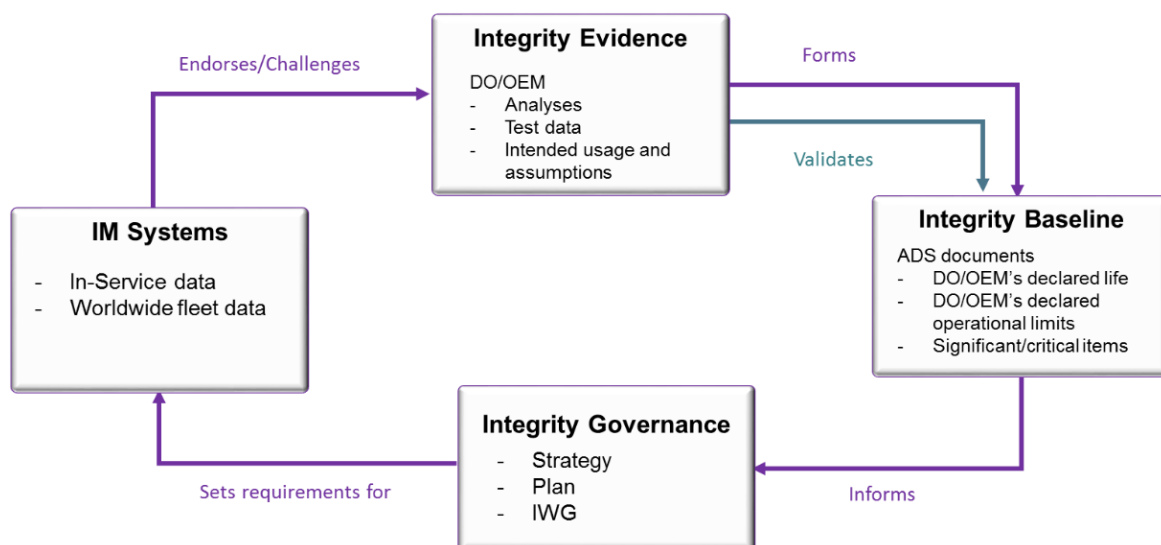 Integrity Evidence
DO/OEM
- Analyses
- Test data
- Intended usage and
assumptions
Endorses/Challenges
Forms
Validates
IM Systems
- In-Service data
- Worldwide fleet data
Integrity Baseline
ADS documents
- DO/OEM's declared life
- DO/OEM's declared
operational limits
- Significant/critical items
Integrity Governance
- Strategy
- Plan
- IWG
Sets requirements for
Informs